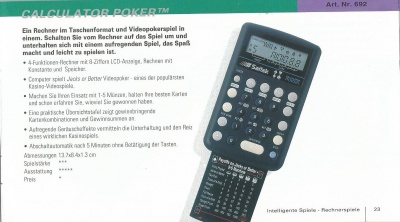 CALCULATOR POKER™
Art. Nr. 692
Ein Rechner im Taschenformat und Videopokerspiel in
einem. Schalten Sie vom Rechner auf das Spiel um und
unterhalten sich mit einem aufregenden Spiel, das Spaß
macht und leicht zu spielen ist.
• 4-Funktionen-Rechner mit 8-Ziffors LCD-Anzeige, Rechnen mit
Konstante und Speicher.
• Computer spielt Jacks or Better Videopoker - eines der populärsten
Kasino-Videospiele.
• Machen Sie Ihren Einsatz mit 1-5 Münzen, halten Ihre besten Karten
und schon erfahren Sie, wieviel Sie gewonnen haben.
• Eine praktische Übersichtstafel zeigt gewinnbringende
Kartenkombinationen und Gewinnsummen an.
• Aufregende Geräuscheffekte vermitteln die Unterhaltung und den Reiz
eines wirklichen Kasinospiels.
• Abschaltautomatik nach 5 Minuten ohne Betätigung der Tasten.
Abmessungen 13.7x8.4x1.3 cm
Spielstärke ***
Ausstattung *****
Preis *
Saitek
Intelligente Spiele - Rechnerspiele
23